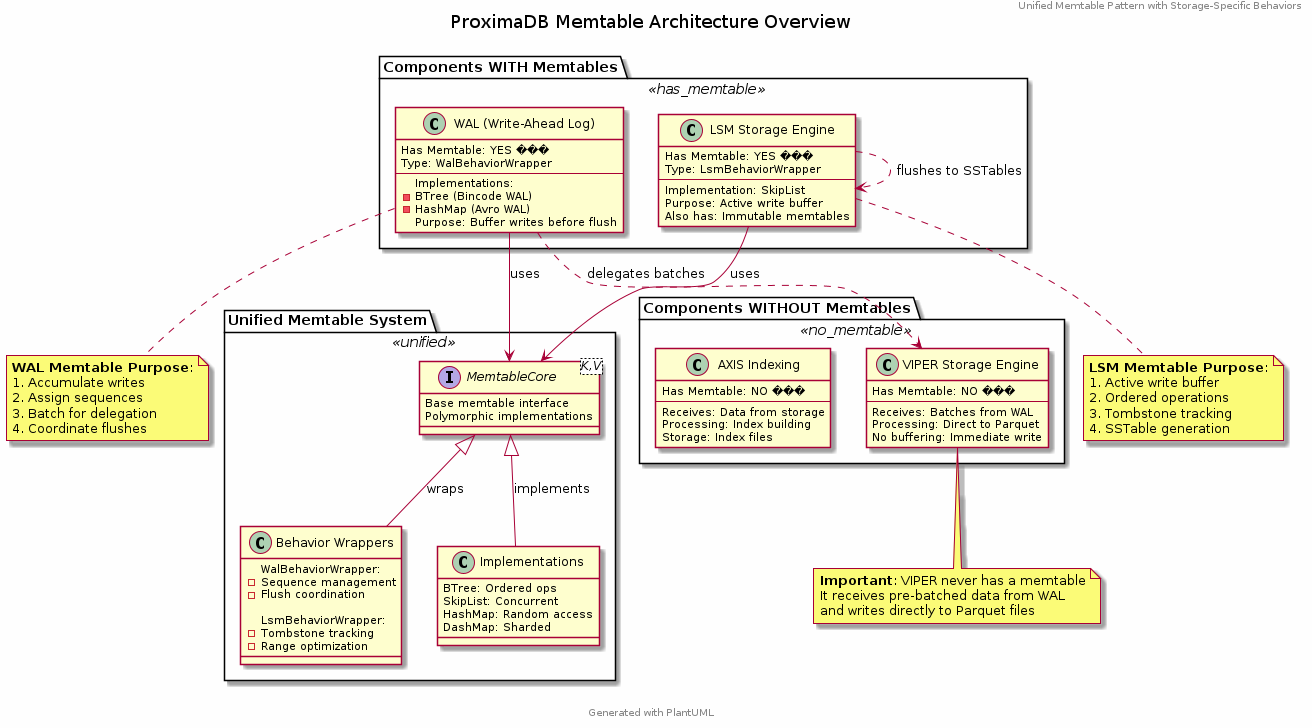 Unified Memtable Pattern with Storage-Specific Behaviors
ProximaDB Memtable Architecture Overview
Components WITH Memtables
«has_memtable»
C WAL (Write-Ahead Log)
Has Memtable: YES ���
Type: WalBehaviorWrapper
Implementations:
BTree (Bincode WAL)
HashMap (Avro WAL)
Purpose: Buffer writes before flush
C LSM Storage Engine
Has Memtable: YES ���
Type: LsmBehaviorWrapper
Implementation: SkipList
Purpose: Active write buffer
Also has: Immutable memtables
flushes to SSTables
uses
delegates batches
uses
Unified Memtable System
«unified»
I MemtableCore
K,V
Base memtable interface
Polymorphic implementations
wraps
implements
C Behavior Wrappers
WalBehaviorWrapper:
Sequence management
Flush coordination
LsmBehaviorWrapper:
Tombstone tracking
Range optimization
C Implementations
BTree: Ordered ops
SkipList: Concurrent
HashMap: Random access
DashMap: Sharded
Components WITHOUT Memtables
«no_memtable»
C AXIS Indexing
Has Memtable: NO ���
Receives: Data from storage
Processing: Index building
Storage: Index files
C VIPER Storage Engine
Has Memtable: NO ���
Receives: Batches from WAL
Processing: Direct to Parquet
No buffering: Immediate write
WAL Memtable Purpose:
1. Accumulate writes
2. Assign sequences
3. Batch for delegation
4. Coordinate flushes
LSM Memtable Purpose:
1. Active write buffer
2. Ordered operations
3. Tombstone tracking
4. SSTable generation
Important: VIPER never has a memtable
It receives pre-batched data from WAL
and writes directly to Parquet files
Generated with PlantUML